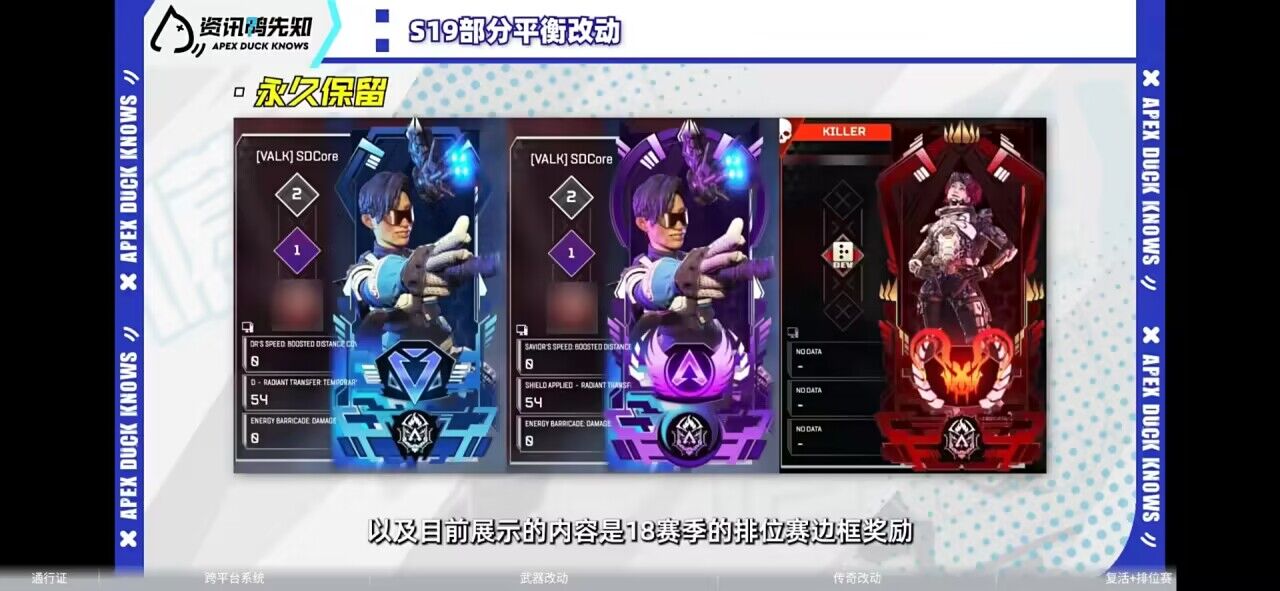 资讯鸭先知
APEX DUCK KNOWS
S19部分平衡改动
永久保留
APEX DUCK KNOWS
APEX DUCK KNOWS
[VALK] SDCore
2
1
0
D - RADIANT TRANSFER: TEMPORAR
54
ENERGY BARRICADE: DAMAGE
0
[VALK] SDCore
2
1
SAVIOR'S SPEED: BOOSTED DISTANCE
0
SHIELD APPLIED - RADIANT TRANSF
54
ENERGY BARRICADE: DAMAGE
0
KILLER
DEV
NO DATA
-
NO DATA
-
NO DATA
-
APEX DUCK KNOWS
APEX DUCK KNOWS
以及目前展示的内容是18赛季的排位赛边框奖励
通行证
跨平台系统
武器改动
传奇改动
复活+排位赛